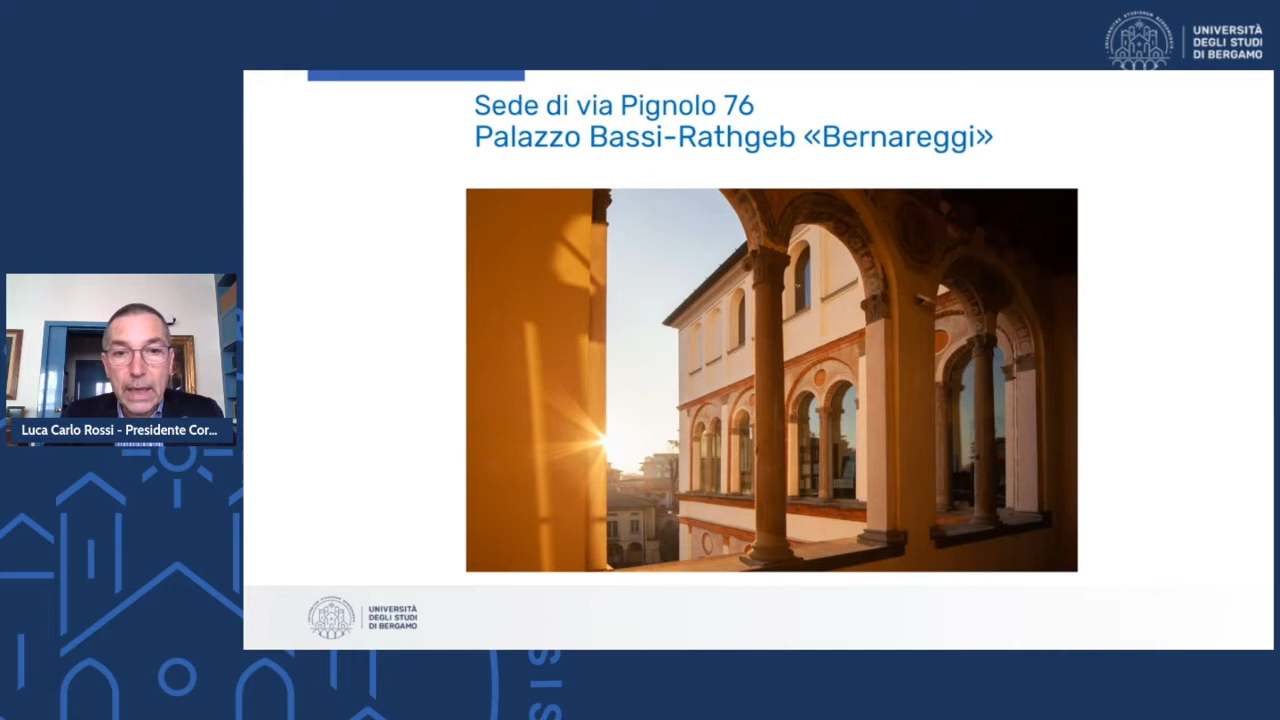 UNIVERSITÀ
DEGLI STUDI
DI BERGAMO
Sede di via Pignolo 76
Palazzo Bassi-Rathgeb «Bernareggi»
Luca Carlo Rossi - Presidente Cor...
UNIVERSITÀ
DEGLI STUDI
DI BERGAMO
SIS